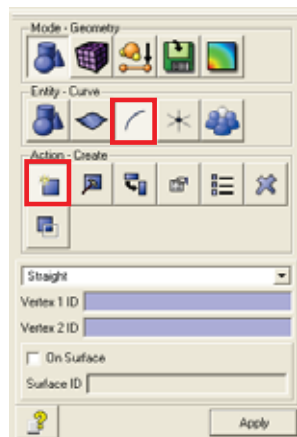 Mode - Geometry
Entity - Curve
Action - Create
Straight
Vertex 1 ID
Vertex 2 ID
On Surface
Surface ID
Apply